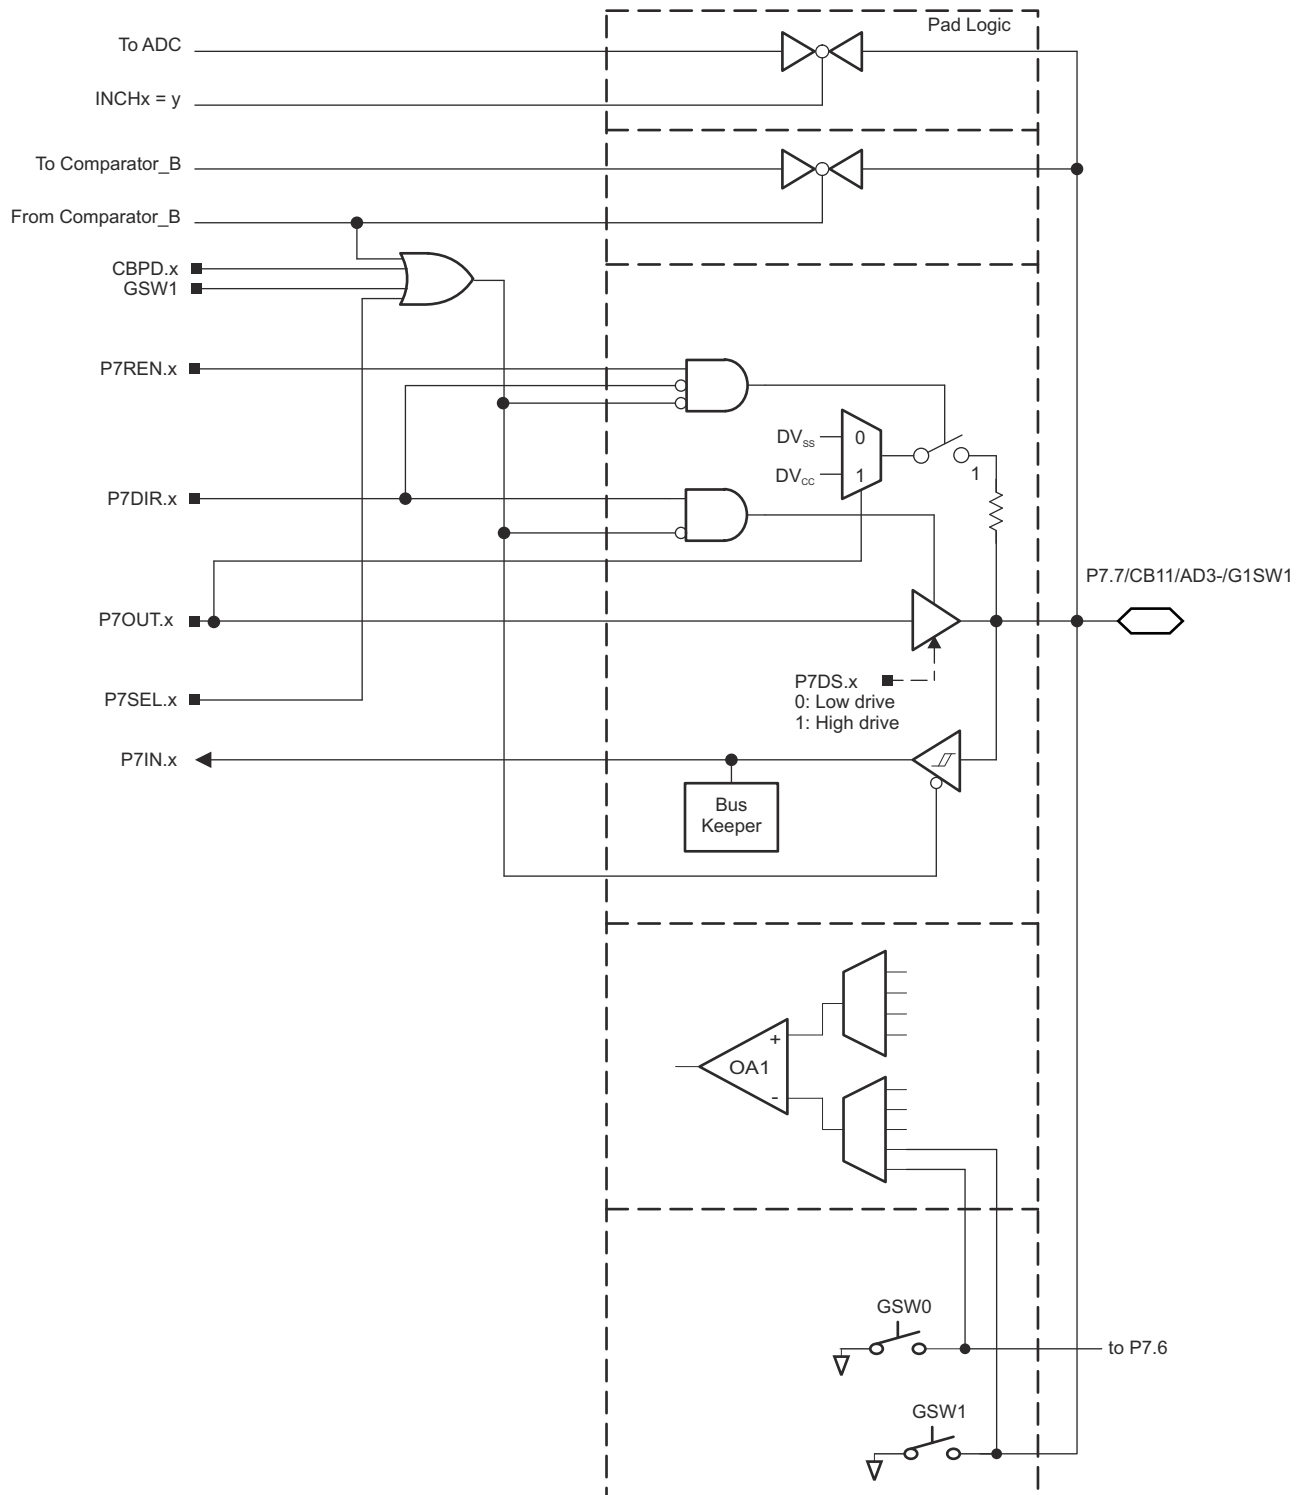 Pad Logic
To ADC
INCHx = y
To Comparator_B
From Comparator_B
CBPD.x
GSW1
P7REN.x
DVSS
0
DVCC
1
1
P7DIR.x
P7.7/CB11/AD3-/G1SW1
P7OUT.x
P7DS.x
0: Low drive
1: High drive
P7SEL.x
P7IN.x
Bus
Keeper
+
OA1
-
GSW0
to P7.6
GSW1